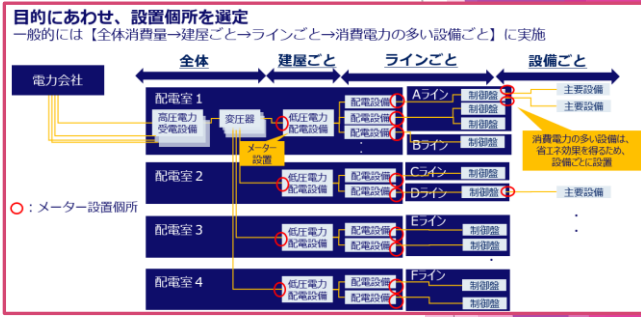 目的にあわせ、設置個所を選定
一般的には【全体消費量→建屋ごと→ラインごと→消費電力の多い設備ごと】に実施
全体
建屋ごと
ラインごと
設備ごと
電力会社
配電室1
高圧電力
受電設備
変圧器
低圧電力
配電設備
メーター
設置
配電設備
配電設備
配電設備
Aライン
制御盤
制御盤
制御盤
Bライン
制御盤
主要設備
主要設備
消費電力の多い設備は、
省エネ効果を得るため、
設備ごとに設置
配電室2
低圧電力
配電設備
配電設備
配電設備
Cライン
制御盤
Dライン
制御盤
主要設備
○:メーター設置個所
配電室3
低圧電力
配電設備
配電設備
配電設備
Eライン
制御盤
制御盤
配電室4
低圧電力
配電設備
配電設備
配電設備
Fライン
制御盤
制御盤